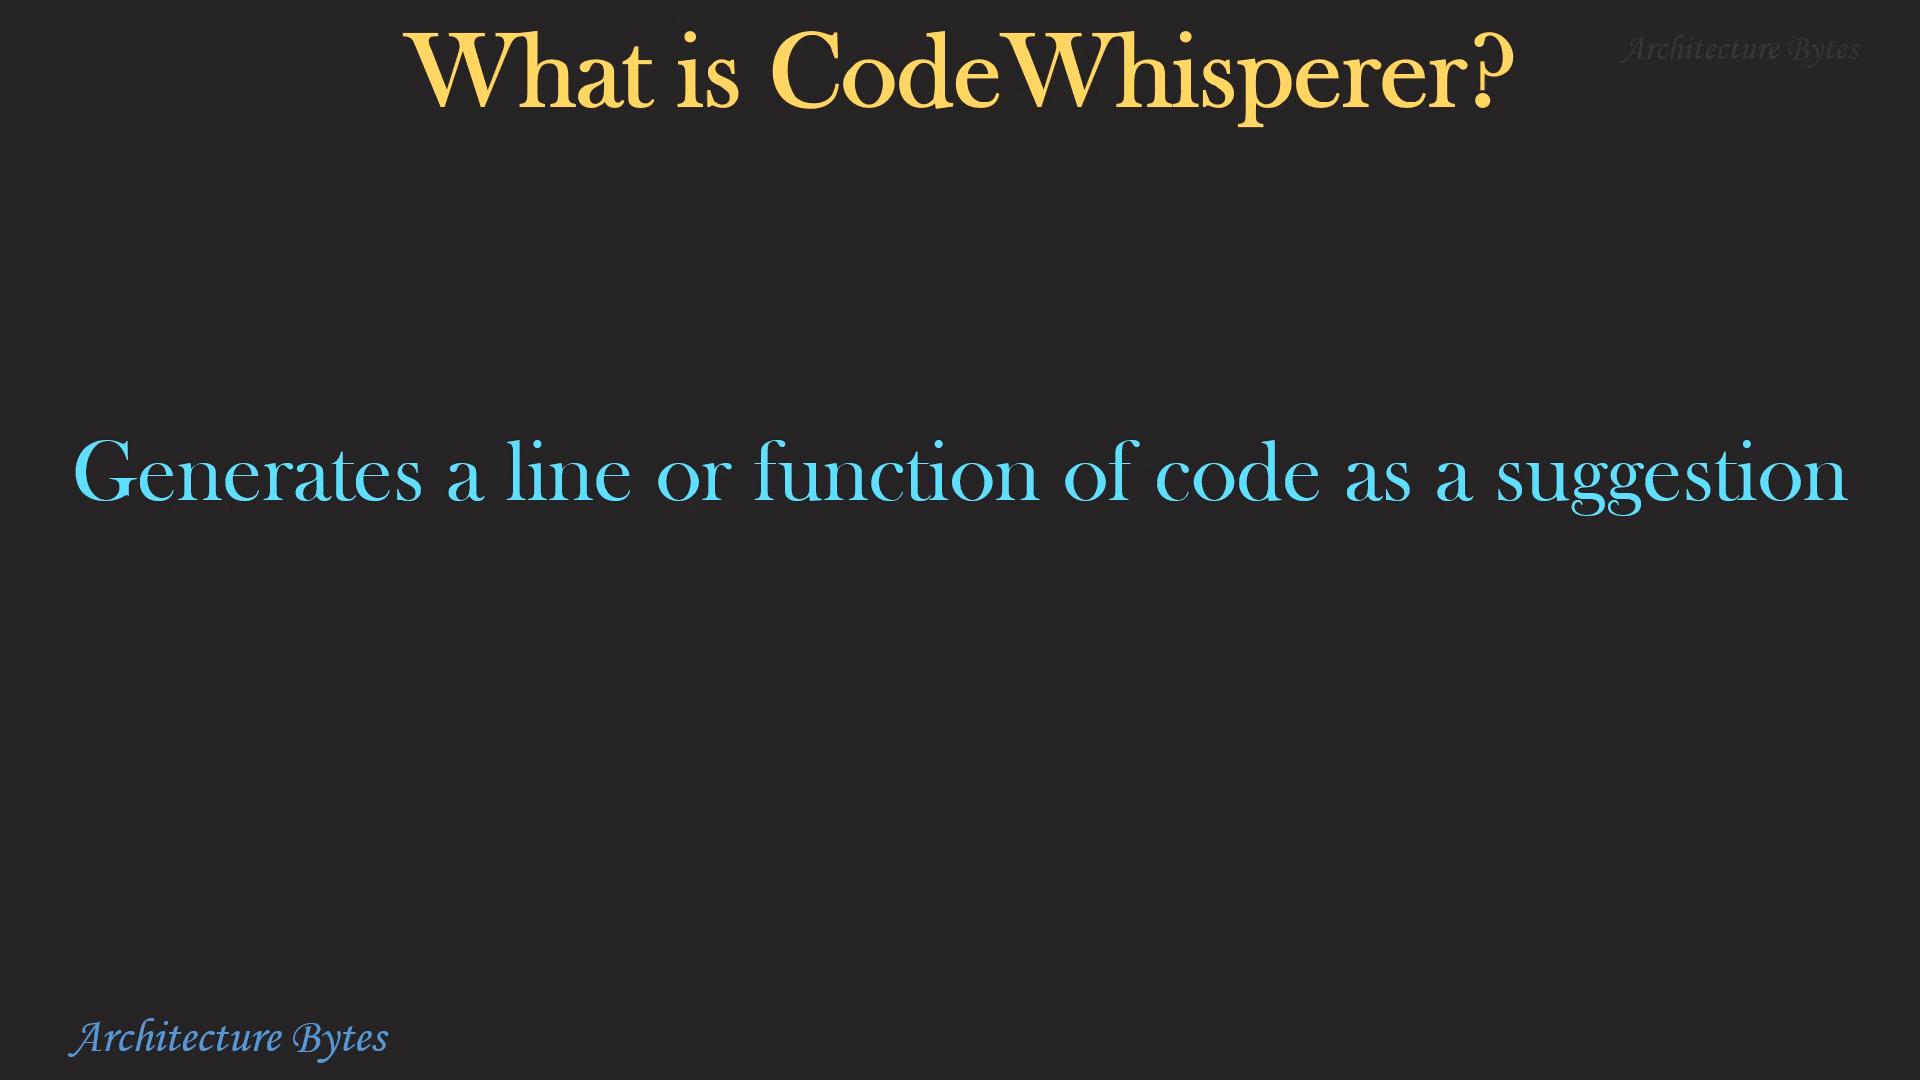 What is CodeWhisperer?
Architecture Bytes
Generates a line or function of code as a suggestion
Architecture Bytes